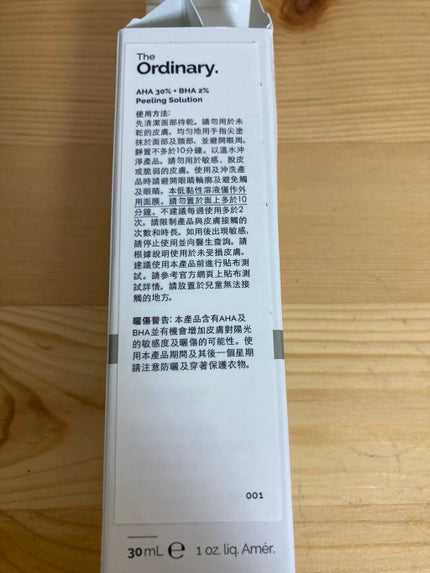 The
Ordinary.
AHA 30% + BHA 2%
Peeling Solution
使用方法:
先清潔面部待乾。請勿用於未
乾的皮膚。均勻地用手指尖塗
抹於面部及頸部，並避開眼周。
靜置不多於10分鐘。以溫水沖
淨產品。請勿用於敏感、脫皮
或脆弱的皮膚。使用及沖洗產
品時請避開眼睛輪廓及避免觸
及眼睛。本低黏性溶液僅作外
用面膜。請勿置於面上多於10
分鐘。不建議每週使用多於2
次。請限制產品與皮膚接觸的
次數和時長。如用後出現敏感，
請停止使用並向醫生查詢。請
根據說明使用於未受損皮膚。
建議使用本產品前進行貼布測
試。請參考官方網頁上貼布測
試詳情。請放置於兒童無法接
觸的地方。
曬傷警告: 本產品含有AHA及
BHA並有機會增加皮膚對陽光
的敏感度及曬傷的可能性。使
用本產品期間及其後一個星期
請注意防曬及穿著保護衣物。
001
30 mL ℮ 1 oz. liq. Amér.